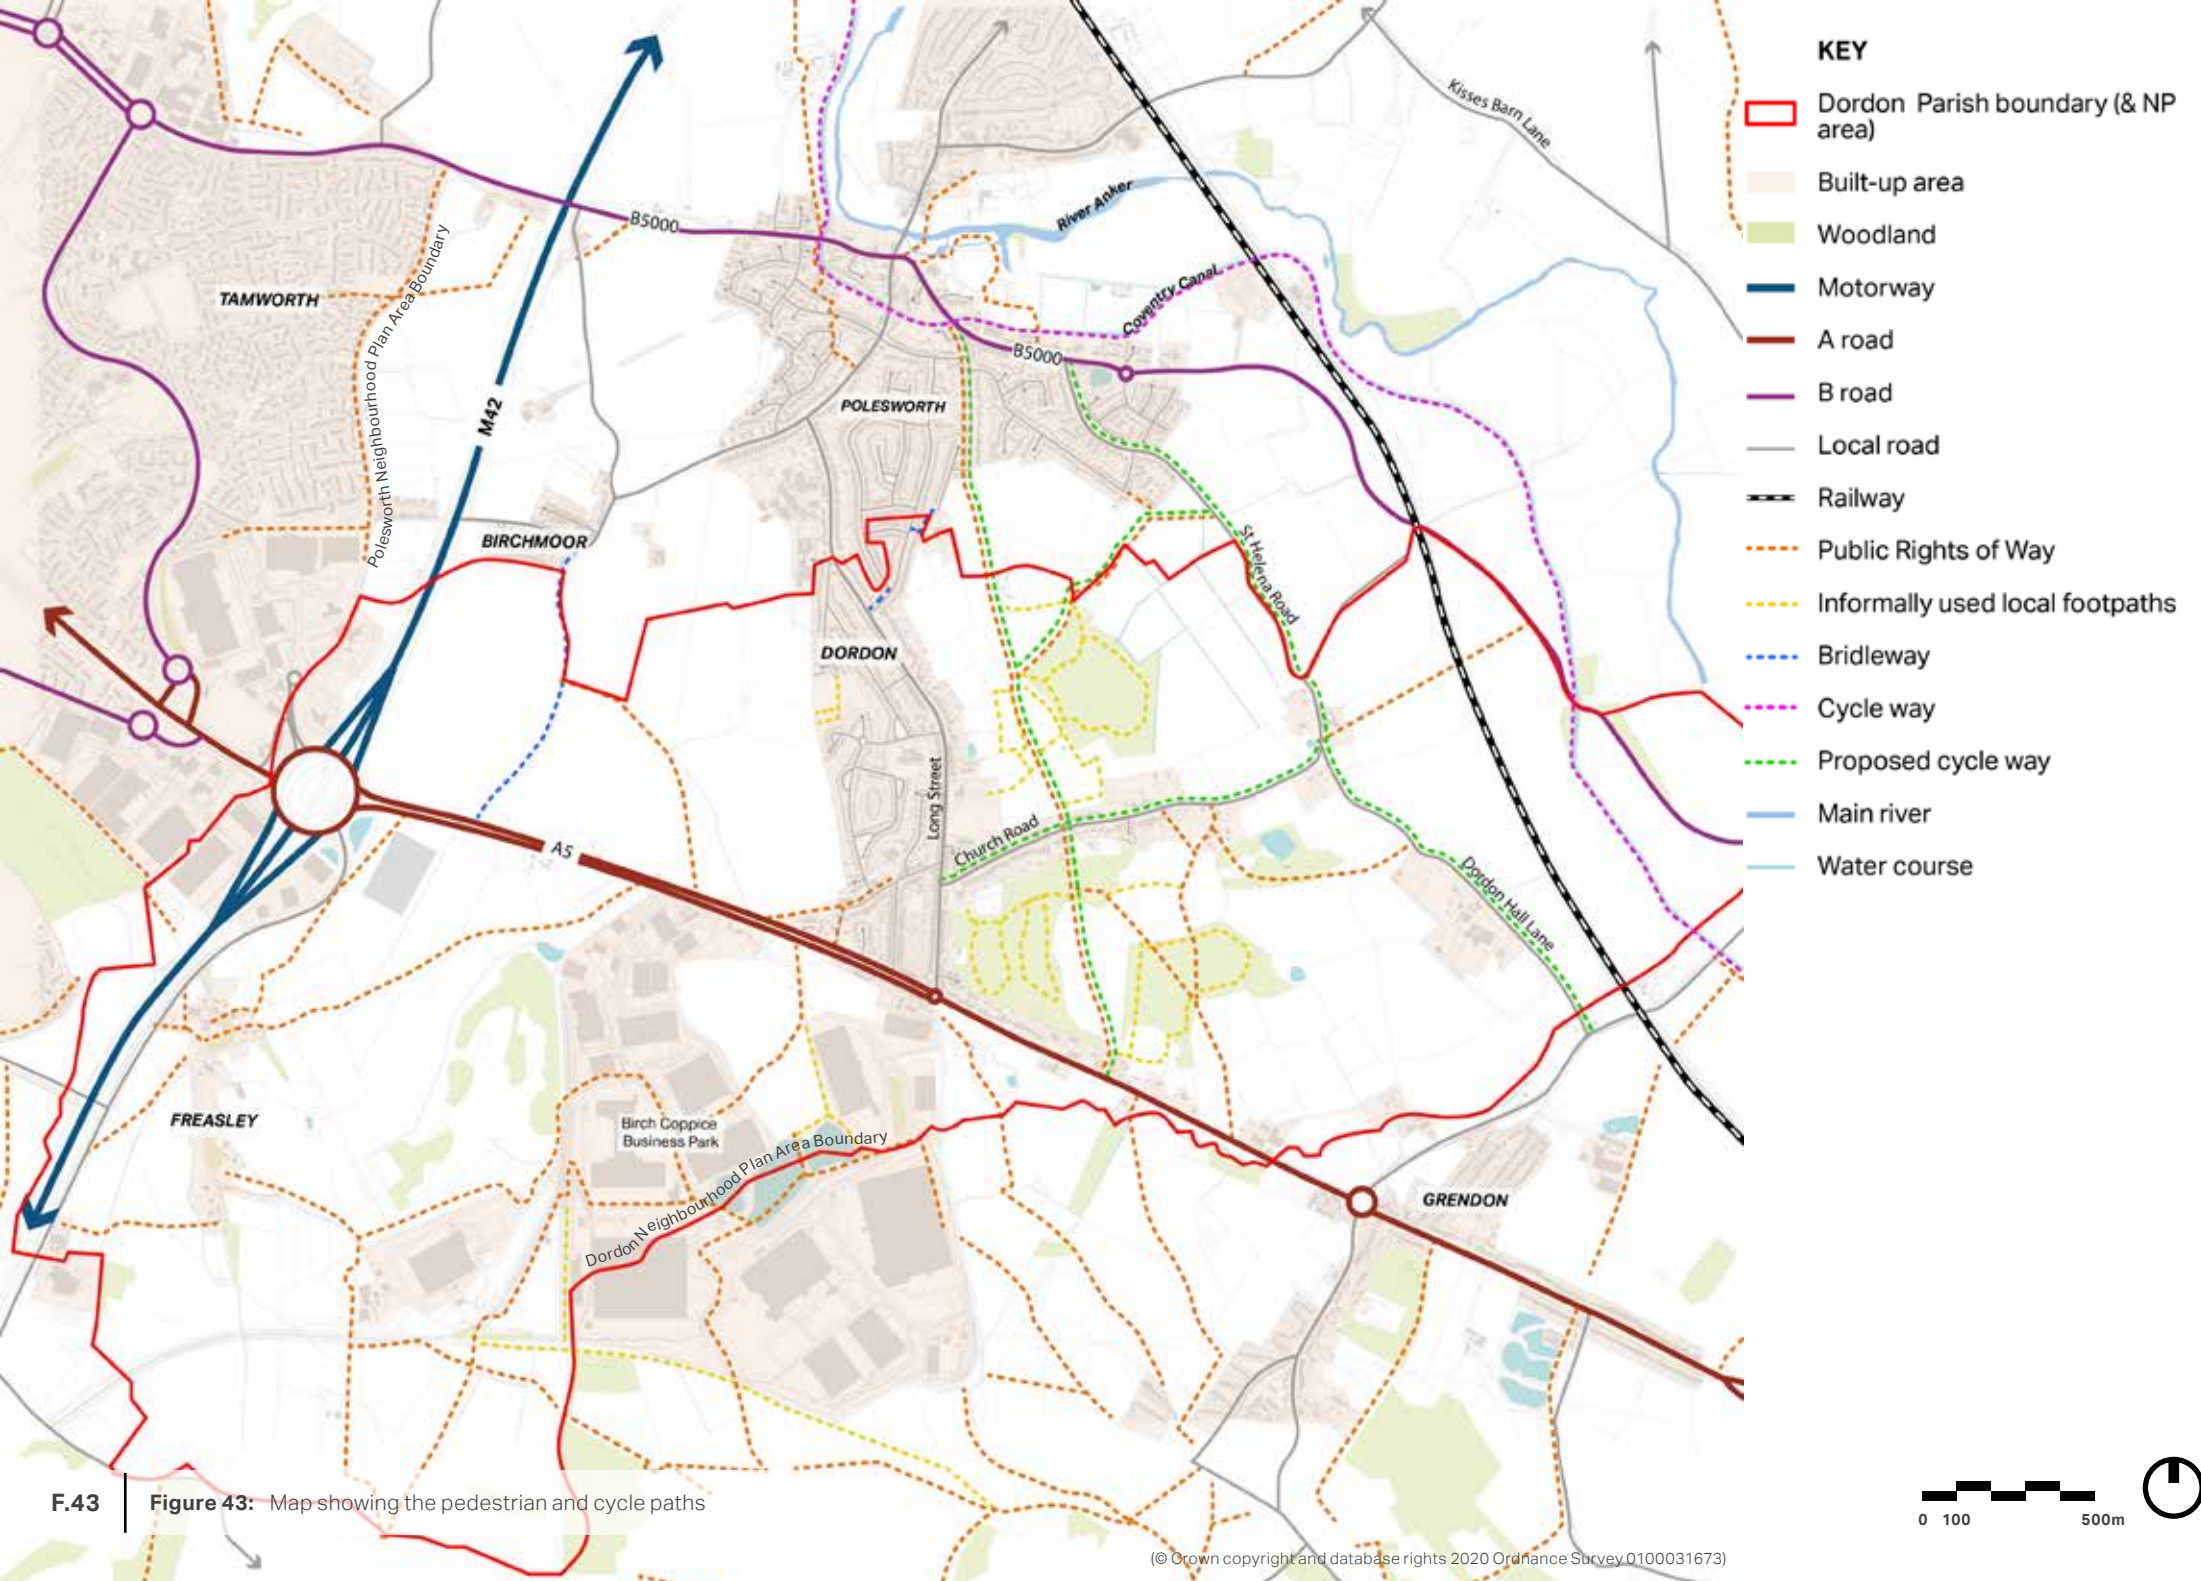 KEY
Dordon Parish boundary (& NP
area)
Built-up area
Woodland
Motorway
A road
B road
Local road
Railway
Public Rights of Way
Informally used local footpaths
Bridleway
Cycle way
Proposed cycle way
Main river
Water course
Kisses Barn Lane
River Anker
B5000
Polesworth Neighbourhood Plan Area Boundary
TAMWORTH
Coventry Canal
B5000
M42
POLESWORTH
BIRCHMOOR
St Helena Road
DORDON
Long Street
Church Road
A5
Dordon Hall Lane
FREASLEY
Birch Coppice
Business Park
Dordon Neighbourhood Plan Area Boundary
GRENDON
F.43
Figure 43: Map showing the pedestrian and cycle paths
0 100 500m
(© Crown copyright and database rights 2020 Ordnance Survey 0100031673)